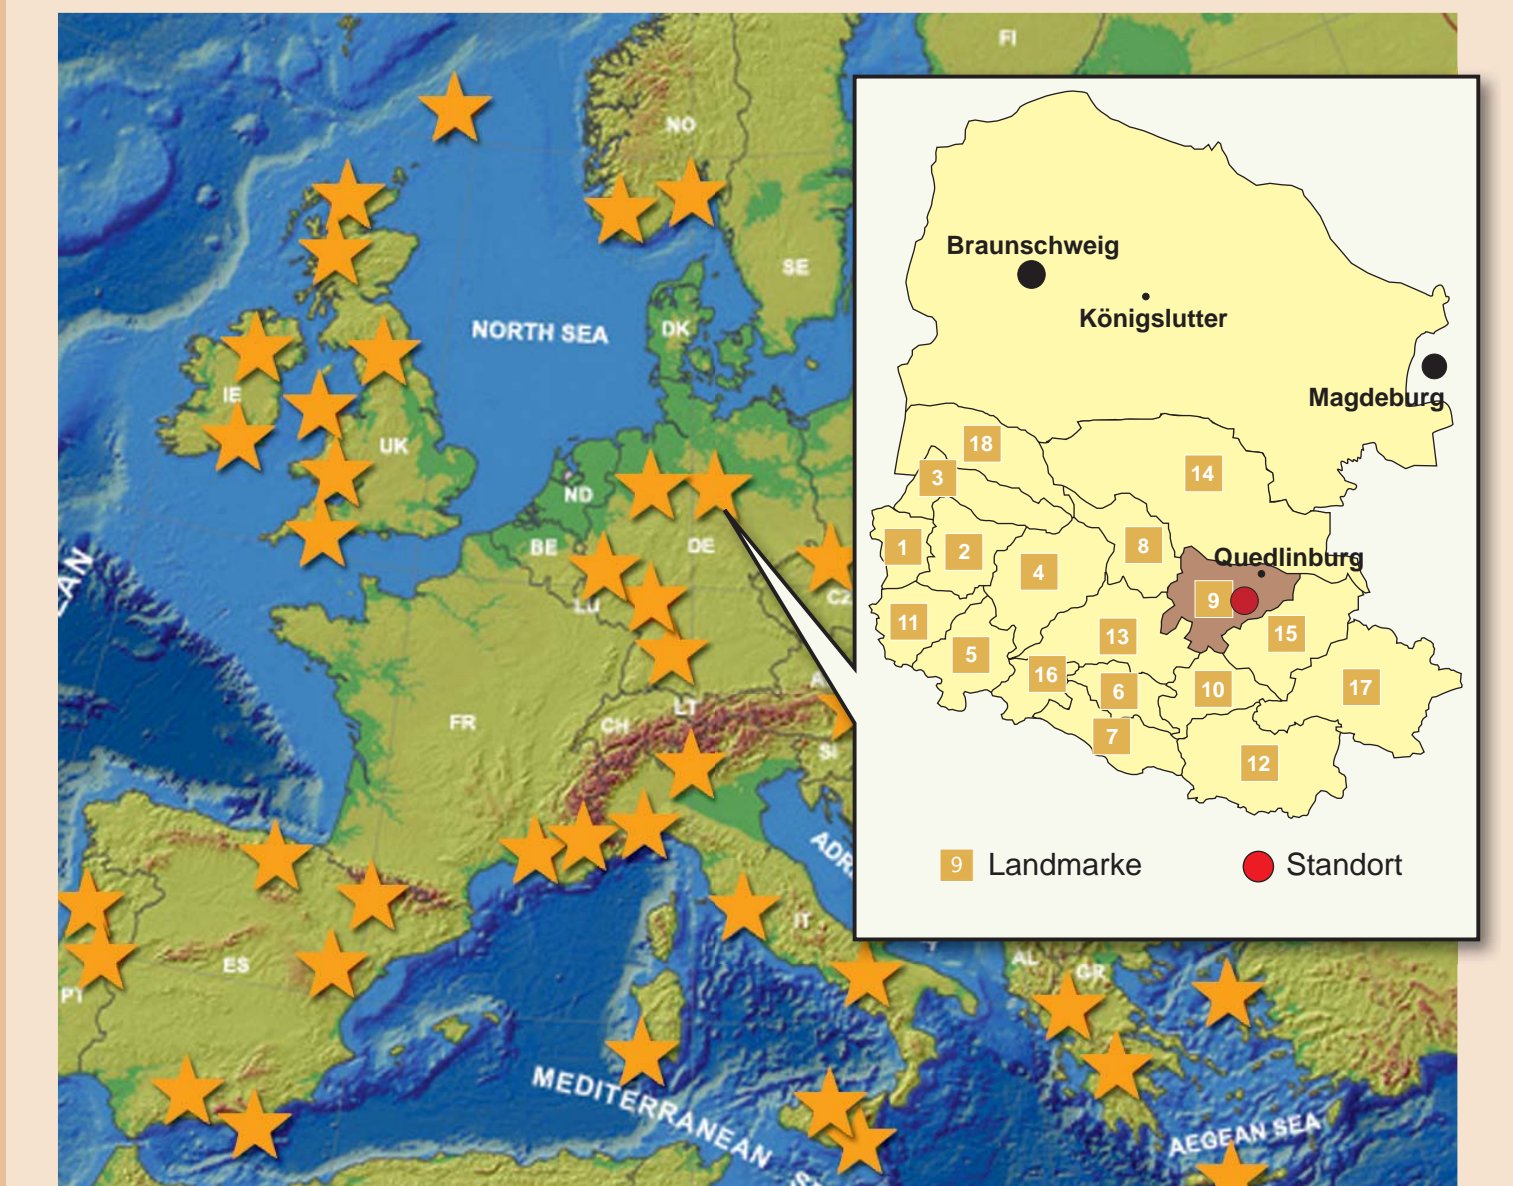 FI
NO
SE
NORTH SEA
DK
IE
UK
ND
BE
DE
LU
CZ
FR
CH
LT
SI
ADR
IT
ES
PT
AL
GR
MEDITERRANEAN
AEGEAN SEA
Braunschweig
Königslutter
Magdeburg
18
3
14
1
2
4
8
Quedlinburg
9
11
5
13
15
16
6
10
17
7
12
9 Landmarke
Standort